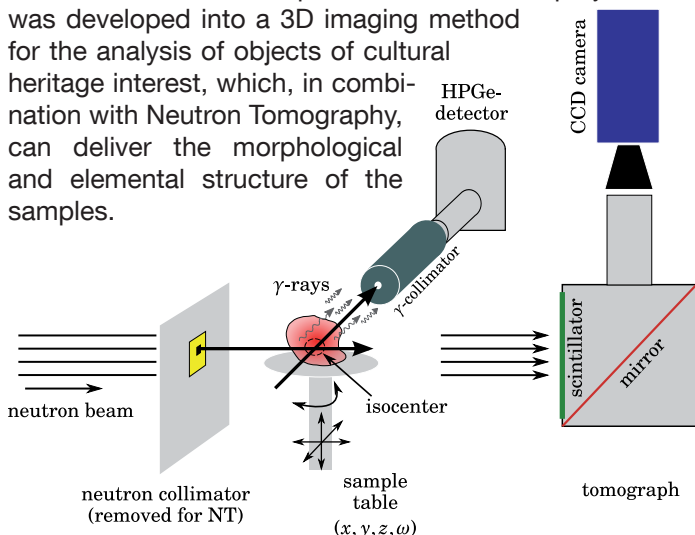 was developed into a 3D imaging method
for the analysis of objects of cultural
heritage interest, which, in combi-
nation with Neutron Tomography,
can deliver the morphological
and elemental structure of the
samples.
HPGe-
detector
CCD camera
γ-rays
γ-collimator
scintillator
mirror
neutron beam
isocenter
neutron collimator
(removed for NT)
sample
table
(x, y, z, ω)
tomograph